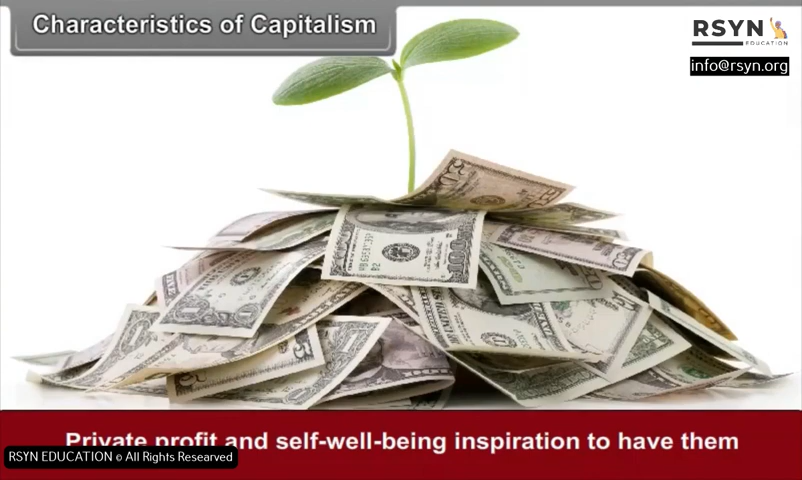 Characteristics of Capitalism
RSYN
EDUCATION
info@rsyn.org
Private profit and self-well-being inspiration to have them
RSYN EDUCATION © All Rights Researved